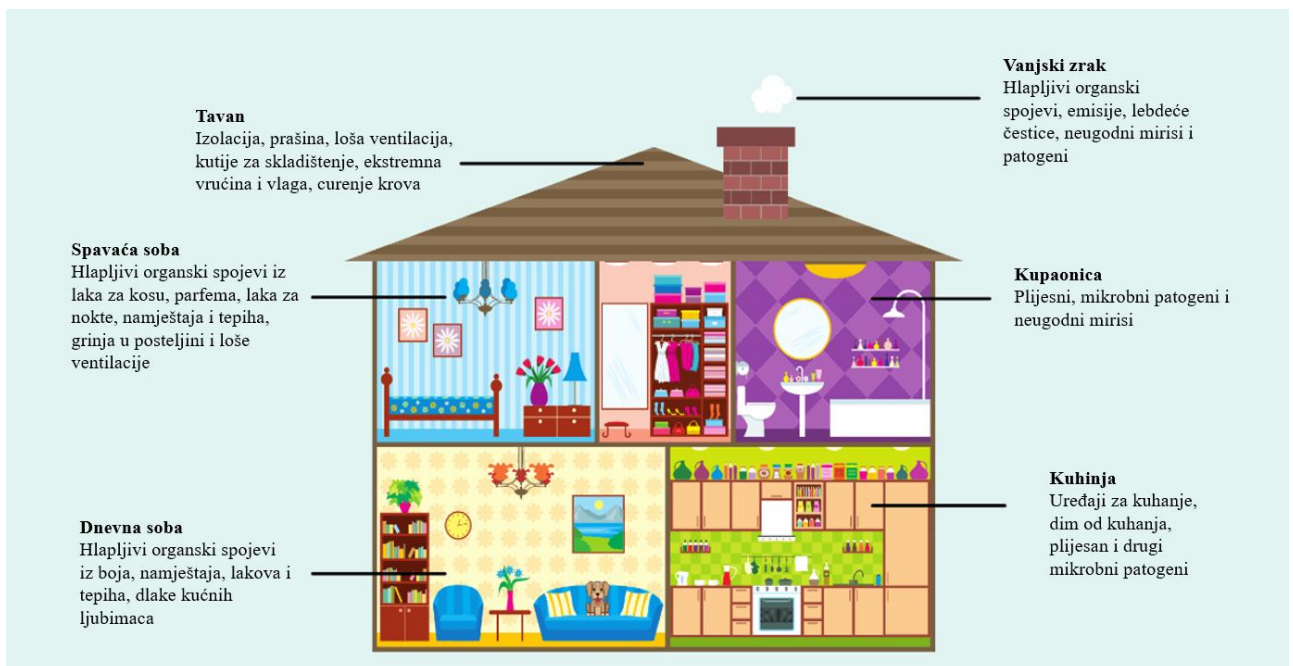 Tavan
Izolacija, prašina, loša ventilacija,
kutije za skladištenje, ekstremna
vrućina i vlaga, curenje krova
Vanjski zrak
Hlapljivi organski
spojevi, emisije, lebdeće
čestice, neugodni mirisi i
patogeni
Spavaća soba
Hlapljivi organski spojevi iz
laka za kosu, parfema, laka za
nokte, namještaja i tepiha,
grinja u posteljini i loše
ventilacije
Kupaonica
Plijesni, mikrobni patogeni i
neugodni mirisi
Dnevna soba
Hlapljivi organski spojevi
iz boja, namještaja, lakova i
tepiha, dlake kućnih
ljubimaca
Kuhinja
Uređaji za kuhanje,
dim od kuhanja,
plijesan i drugi
mikrobni patogeni